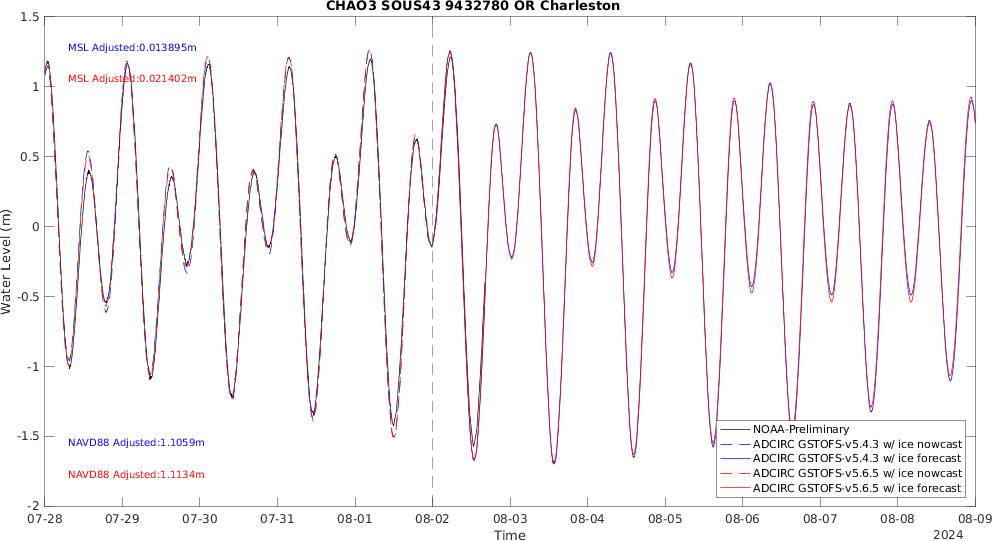 CHAO3 SOUS43 9432780 OR Charleston
1.5
MSL Adjusted:0.013895m
MSL Adjusted:0.021402m
1
0.5
0
-0.5
-1
-1.5
-2
Water Level (m)
NAVD88 Adjusted:1.1059m
NAVD88 Adjusted:1.1134m
NOAA-Preliminary
ADCIRC GSTOFS-v5.4.3 w/ ice nowcast
ADCIRC GSTOFS-v5.4.3 w/ ice forecast
ADCIRC GSTOFS-v5.6.5 w/ ice nowcast
ADCIRC GSTOFS-v5.6.5 w/ ice forecast
07-28 07-29 07-30 07-31 08-01 08-02 08-03 08-04 08-05 08-06 08-07 08-08 08-09
Time
2024